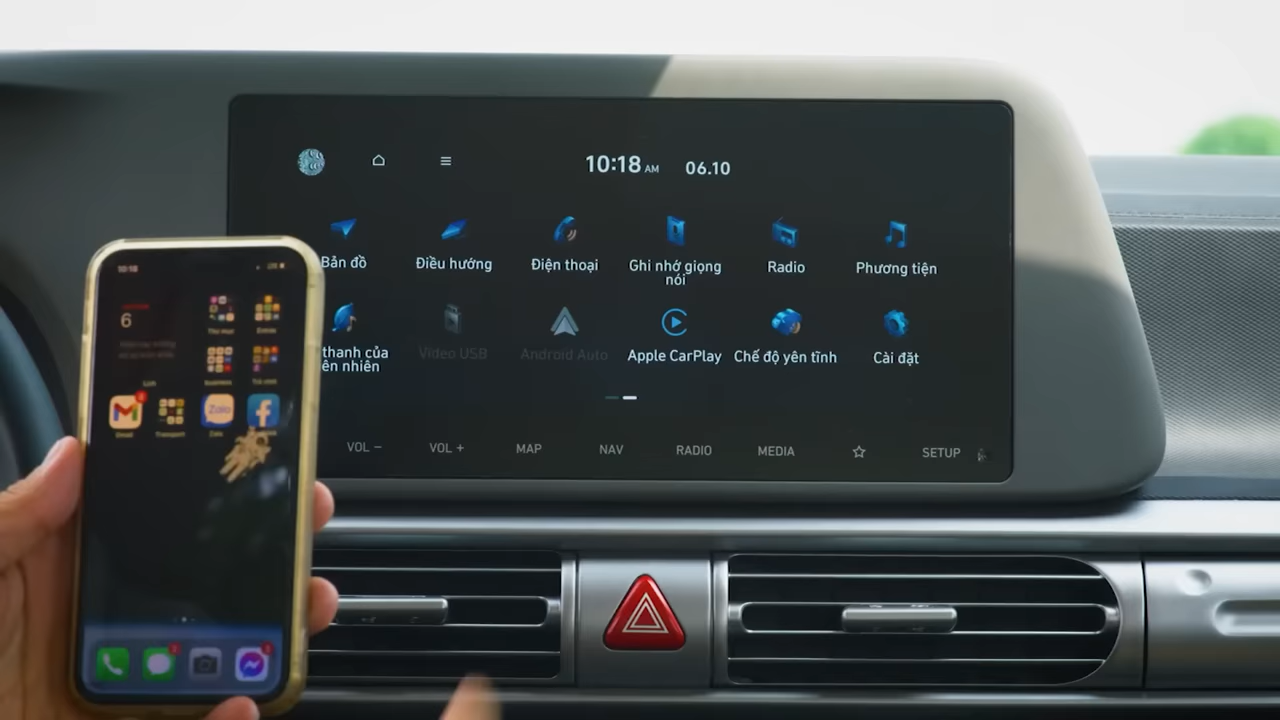 10:18 AM 06.10
Bản đồ
Điều hướng
Điện thoại
Ghi nhớ giọng
nói
Radio
Phương tiện
thanh của
ên nhiên
Video USB
Android Auto
Apple CarPlay
Chế độ yên tĩnh
Cài đặt
VOL −
VOL +
MAP
NAV
RADIO
MEDIA
SETUP
10:18
LTE
6
Gmail
Zalo
Zalo